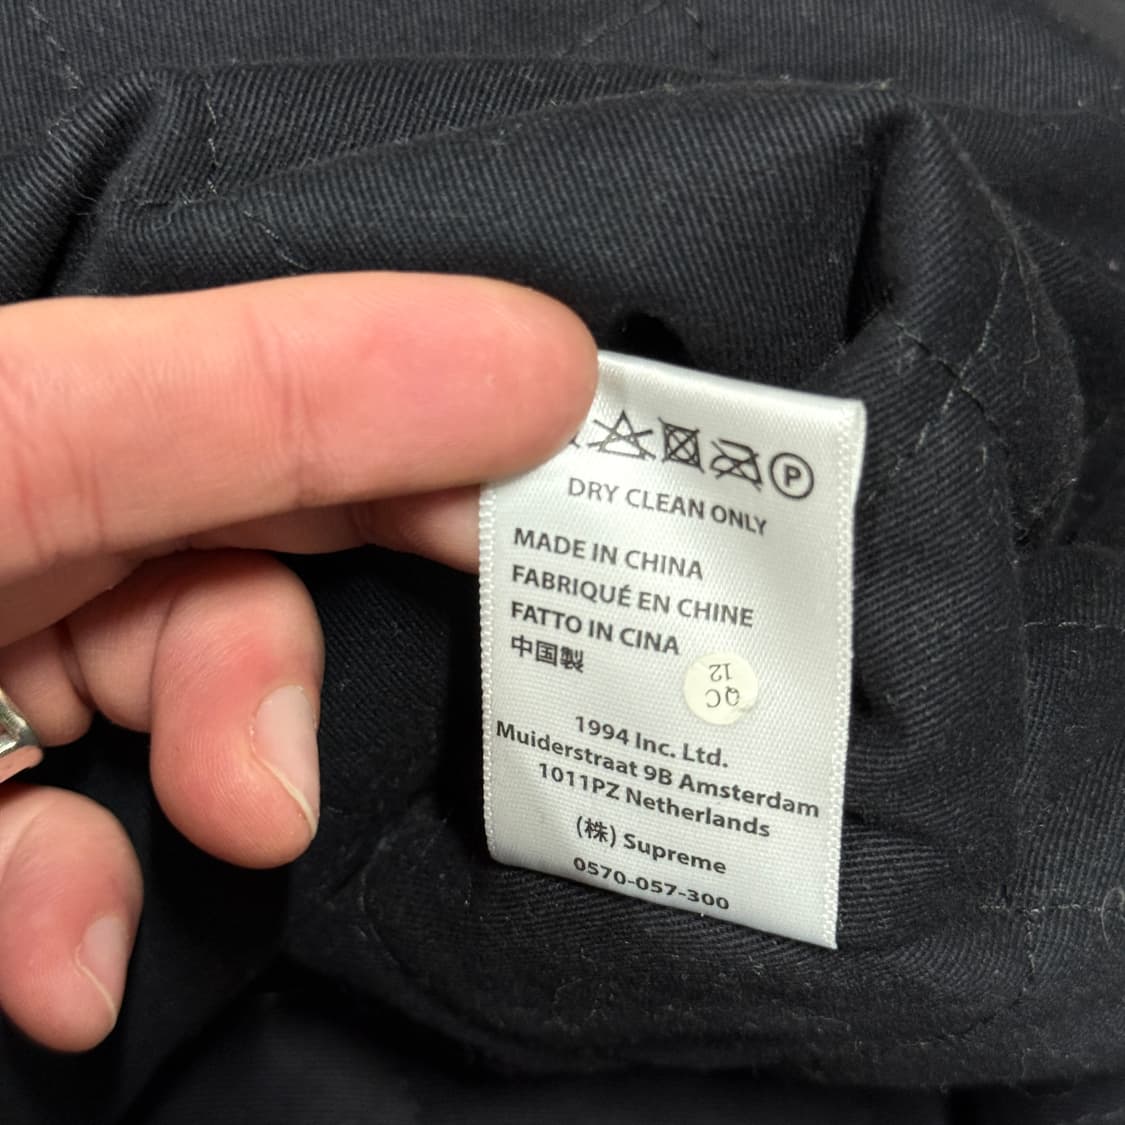 P
DRY CLEAN ONLY
MADE IN CHINA
FABRIQUÉ EN CHINE
FATTO IN CINA
中国製
QC
12
1994 Inc. Ltd.
Muiderstraat 9B Amsterdam
1011PZ Netherlands
(株) Supreme
0570-057-300